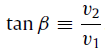 tan β ≡ v₂/v₁